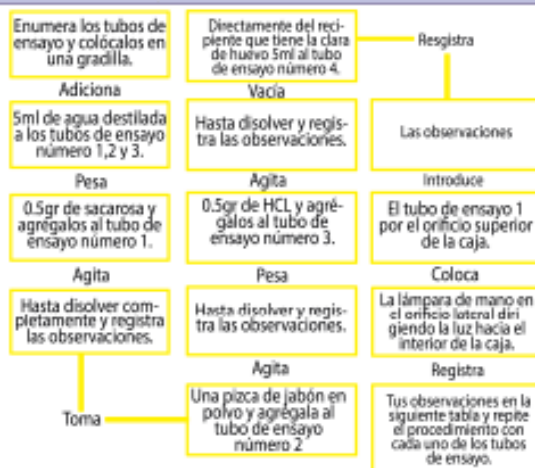 Enumera los tubos de
ensayo y colócalos en
una gradilla.
Adiciona
5ml de agua destilada
a los tubos de ensayo
número 1,2 y 3.
Pesa
0.5gr de sacarosa y
agrégalos al tubo de
ensayo número 1.
Agita
Hasta disolver com-
pletamente y registra
las observaciones.
Toma
Una pizca de jabón en
polvo y agrégala al
tubo de ensayo
número 2
Agita
Hasta disolver y regis-
tra las observaciones.
Pesa
0.5gr de HCL y agré-
galos al tubo de
ensayo número 3.
Agita
Hasta disolver y regis-
tra las observaciones.
Vacía
Directamente del reci-
piente que tiene la clara
de huevo 5ml al tubo
de ensayo número 4.
Resgistra
Las observaciones
Introduce
El tubo de ensayo 1
por el orificio superior
de la caja.
Coloca
La lámpara de mano en
el orificio lateral diri
giendo la luz hacia el
interior de la caja.
Registra
Tus observaciones en la
siguiente tabla y repite
el procedimiento con
cada uno de los tubos
de ensayo.